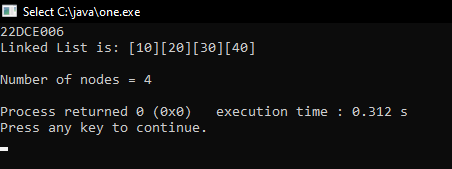 Select C:\java\one.exe
22DCE006
Linked List is: [10][20][30][40]
Number of nodes = 4
Process returned 0 (0x0)   execution time : 0.312 s
Press any key to continue.